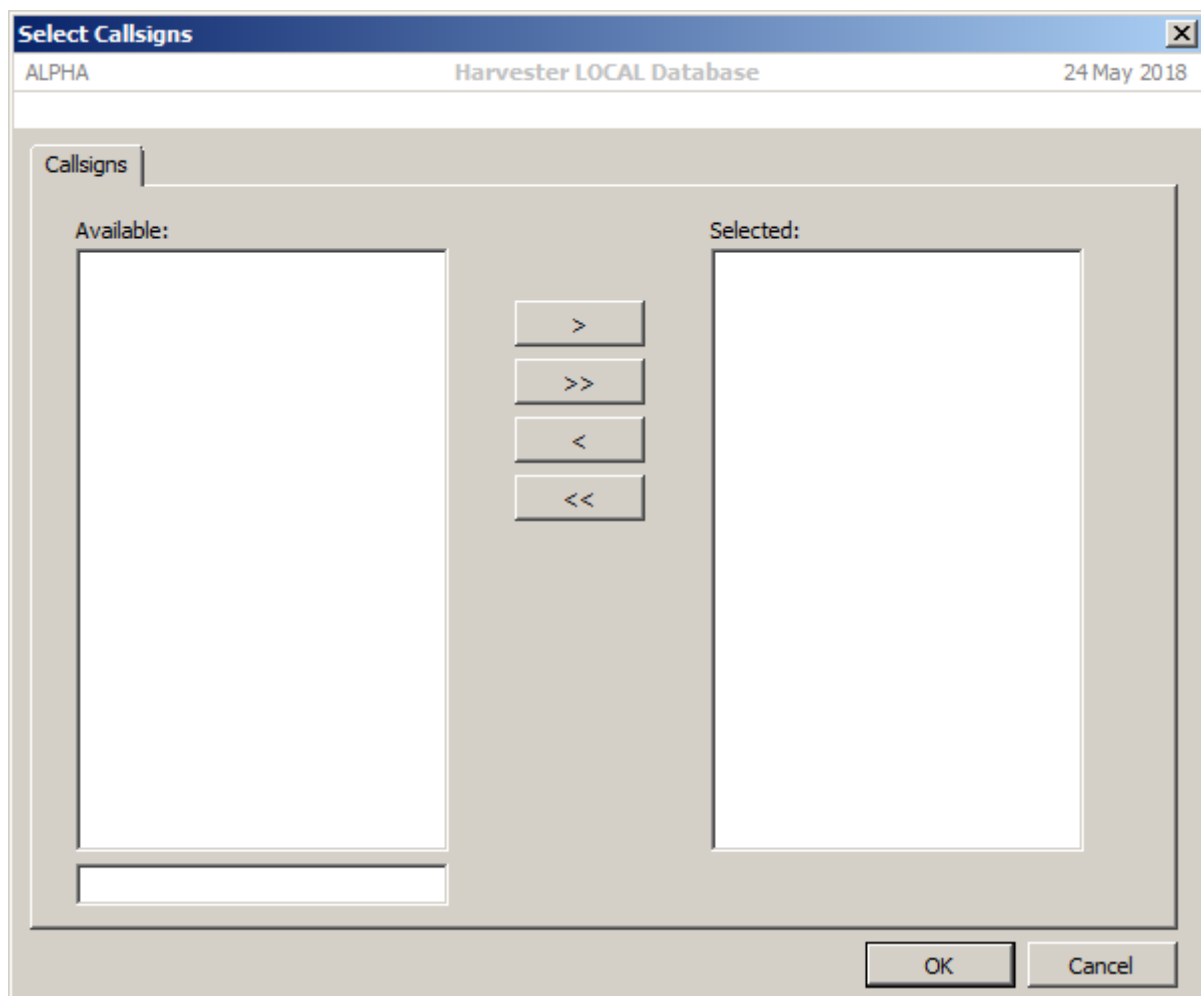 Select Callsigns
ALPHA Harvester LOCAL Database 24 May 2018
Callsigns
Available: Selected:
>
>>
<
<<
OK Cancel